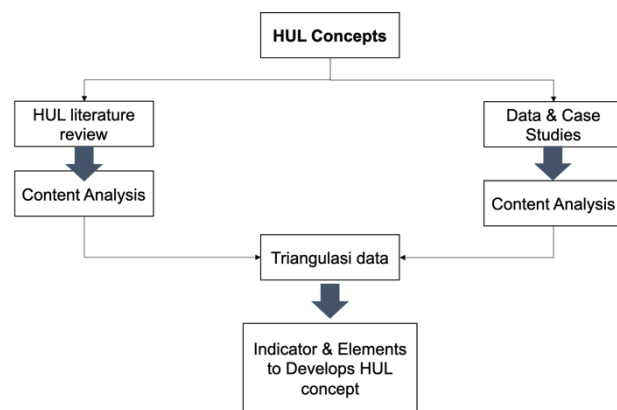 HUL Concepts
HUL literature
review
Data & Case
Studies
Content Analysis
Content Analysis
Triangulasi data
Indicator & Elements
to Develops HUL
concept